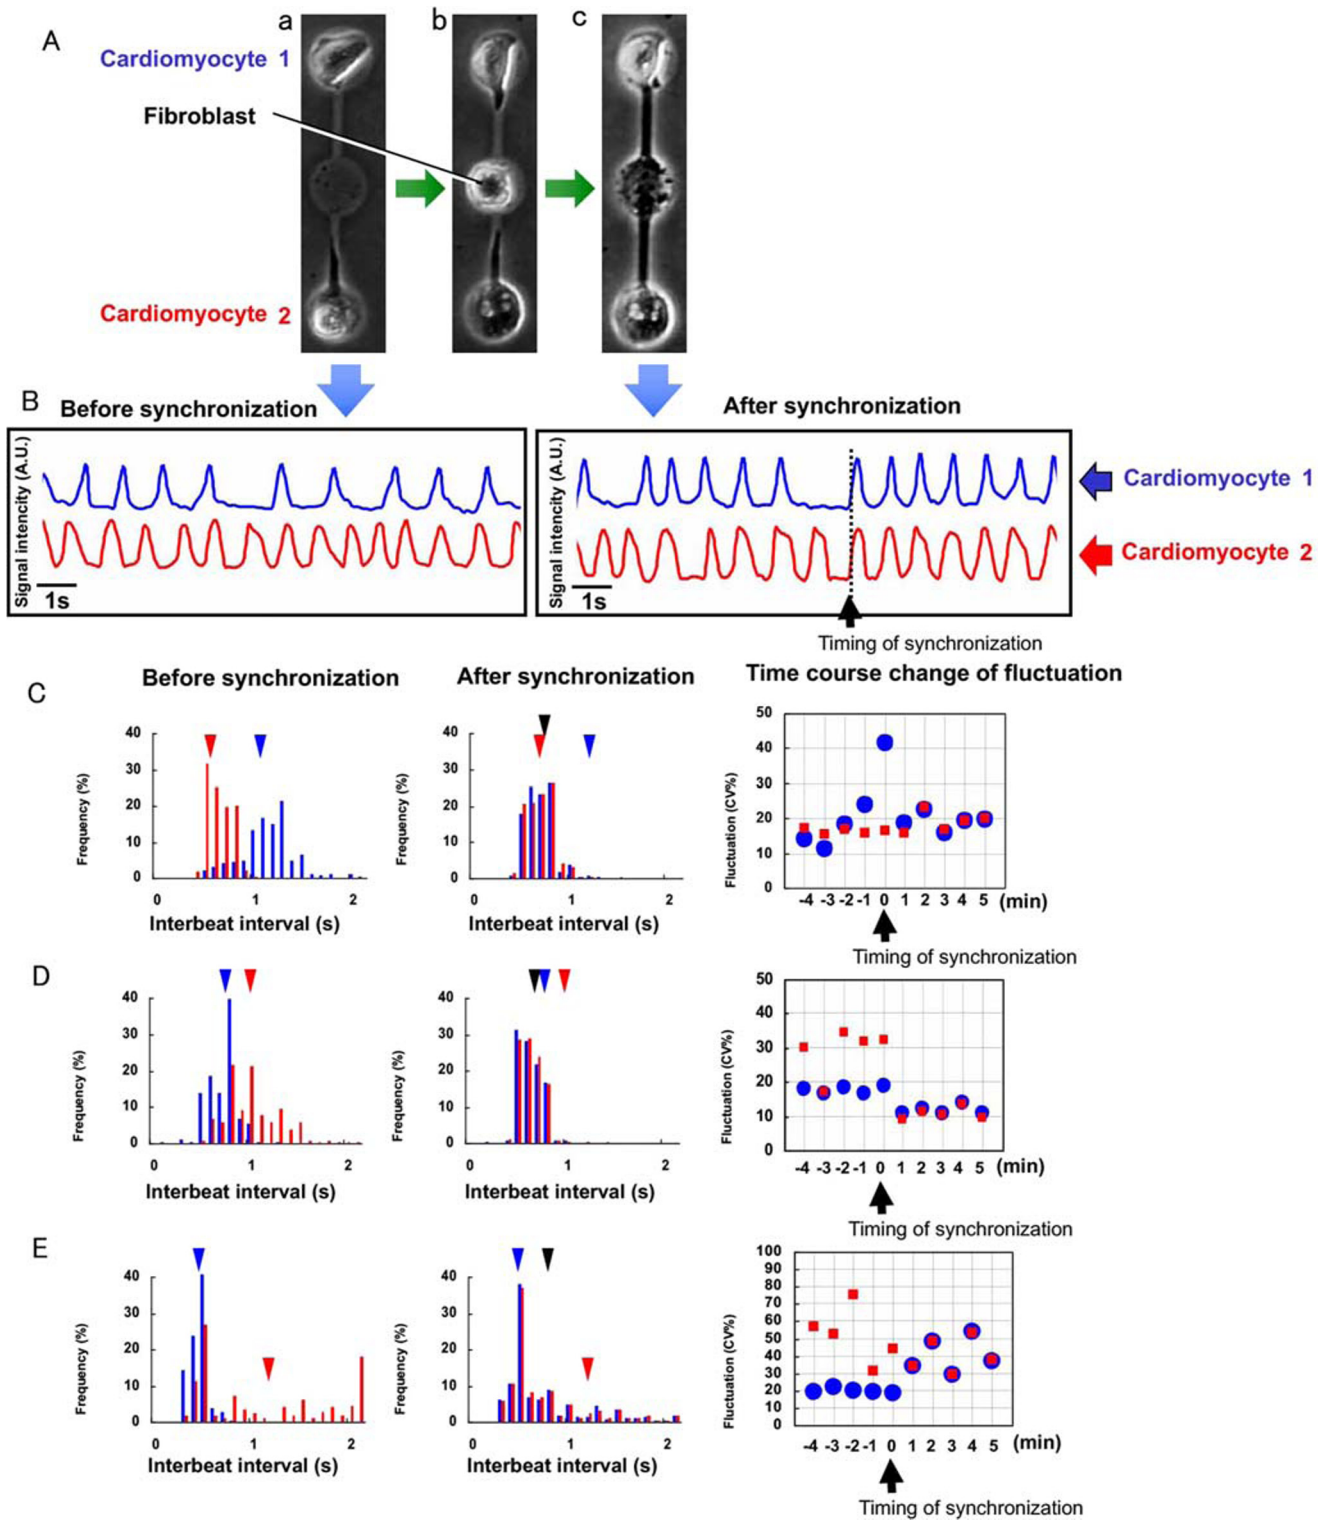 A
a
b
c
Cardiomyocyte 1
Fibroblast
Cardiomyocyte 2
B
Before synchronization
After synchronization
Signal intencity (A.U.)
1s
Signal intencity (A.U.)
1s
Cardiomyocyte 1
Cardiomyocyte 2
Timing of synchronization
C
Before synchronization
After synchronization
Time course change of fluctuation
Frequency (%)
40
30
20
10
0
0 1 2
Interbeat interval (s)
Frequency (%)
40
30
20
10
0
0 1 2
Interbeat interval (s)
Fluctuation (CV%)
50
40
30
20
10
0
-4 -3 -2 -1 0 1 2 3 4 5 (min)
Timing of synchronization
D
Frequency (%)
40
30
20
10
0
0 1 2
Interbeat interval (s)
Frequency (%)
40
30
20
10
0
0 1 2
Interbeat interval (s)
Fluctuation (CV%)
50
40
30
20
10
0
-4 -3 -2 -1 0 1 2 3 4 5 (min)
Timing of synchronization
E
Frequency (%)
40
30
20
10
0
0 1 2
Interbeat interval (s)
Frequency (%)
40
30
20
10
0
0 1 2
Interbeat interval (s)
Fluctuation (CV%)
100
90
80
70
60
50
40
30
20
10
0
-4 -3 -2 -1 0 1 2 3 4 5 (min)
Timing of synchronization